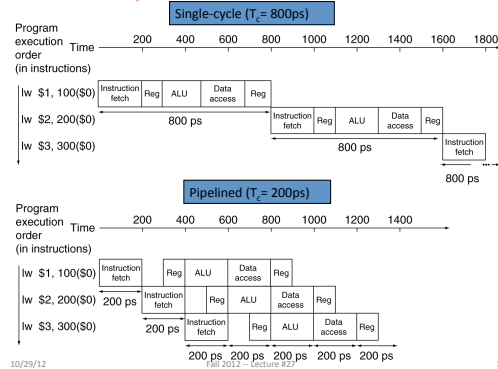 Single-cycle (Tc= 800ps)
Program
execution
order
(in instructions)
Time
200 400 600 800 1000 1200 1400 1600 1800
lw $1, 100($0) Instruction fetch Reg ALU Data access Reg
lw $2, 200($0) 800 ps Instruction fetch Reg ALU Data access Reg
lw $3, 300($0) 800 ps Instruction fetch
800 ps
Pipelined (Tc= 200ps)
Program
execution
order
(in instructions)
Time
200 400 600 800 1000 1200 1400
lw $1, 100($0) Instruction fetch Reg ALU Data access Reg
lw $2, 200($0) 200 ps Instruction fetch Reg ALU Data access Reg
lw $3, 300($0) 200 ps Instruction fetch Reg ALU Data access Reg
200 ps 200 ps 200 ps 200 ps 200 ps
10/29/12 Fall 2012 -- Lecture #27